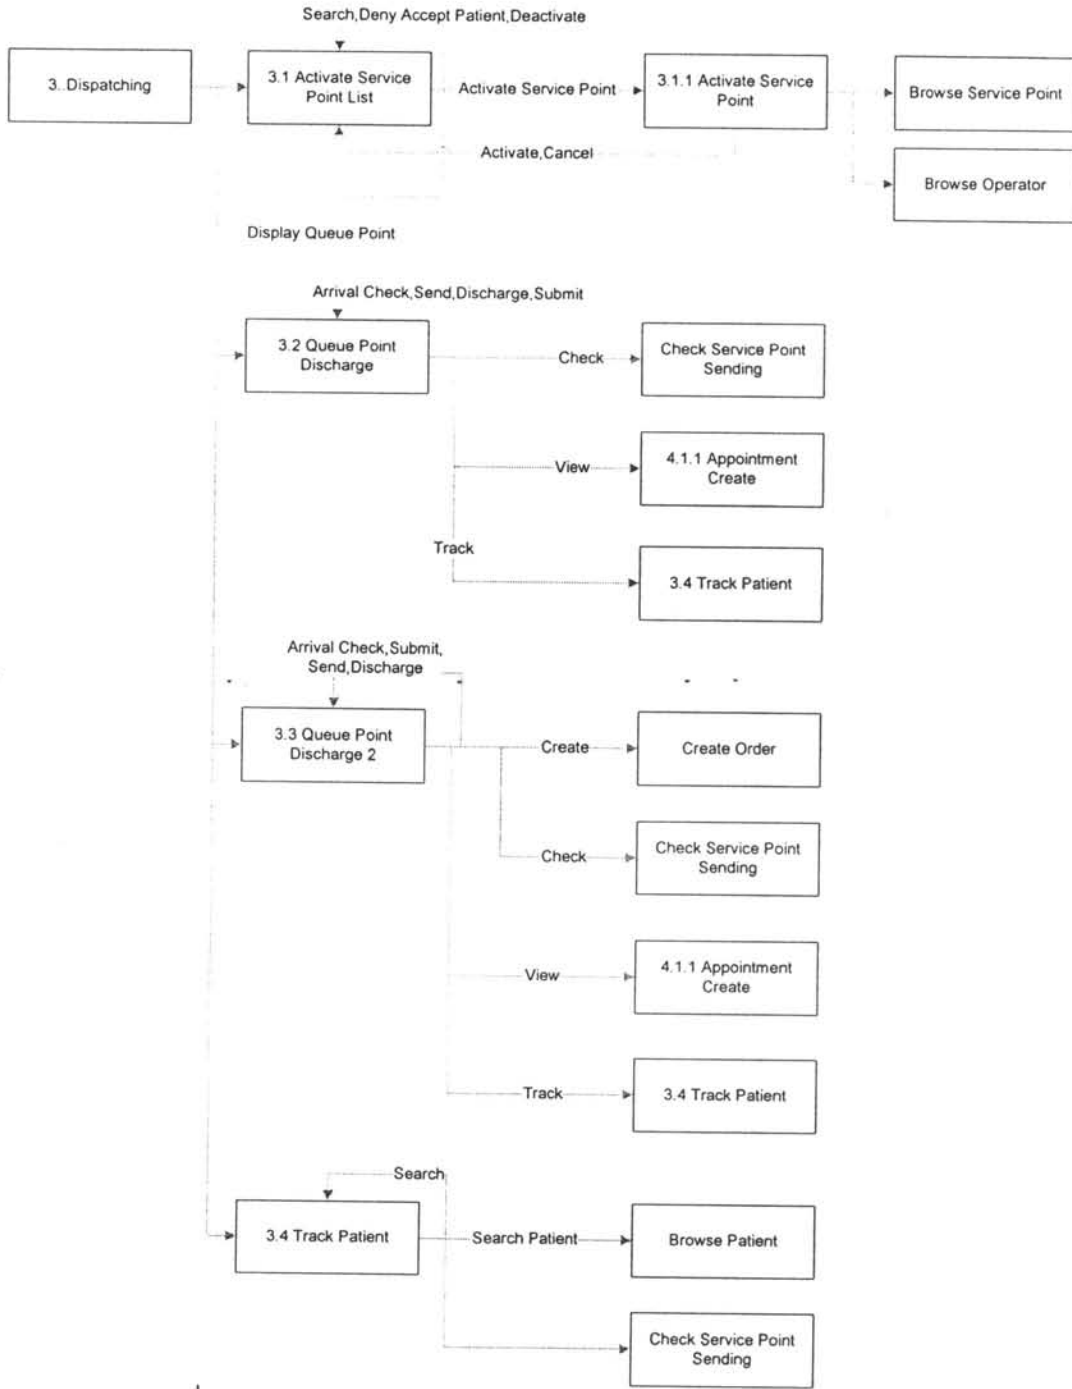 Search,Deny Accept Patient,Deactivate
3..Dispatching
3.1 Activate Service
Point List
Activate Service Point
3.1.1 Activate Service
Point
Browse Service Point
Activate,Cancel
Browse Operator
Display Queue Point
Arrival Check,Send,Discharge,Submit
3.2 Queue Point
Discharge
Check
Check Service Point
Sending
View
4.1.1 Appointment
Create
Track
3.4 Track Patient
Arrival Check,Submit,
Send,Discharge
3.3 Queue Point
Discharge 2
Create
Create Order
Check
Check Service Point
Sending
View
4.1.1 Appointment
Create
Track
3.4 Track Patient
Search
3.4 Track Patient
Search Patient
Browse Patient
Check Service Point
Sending